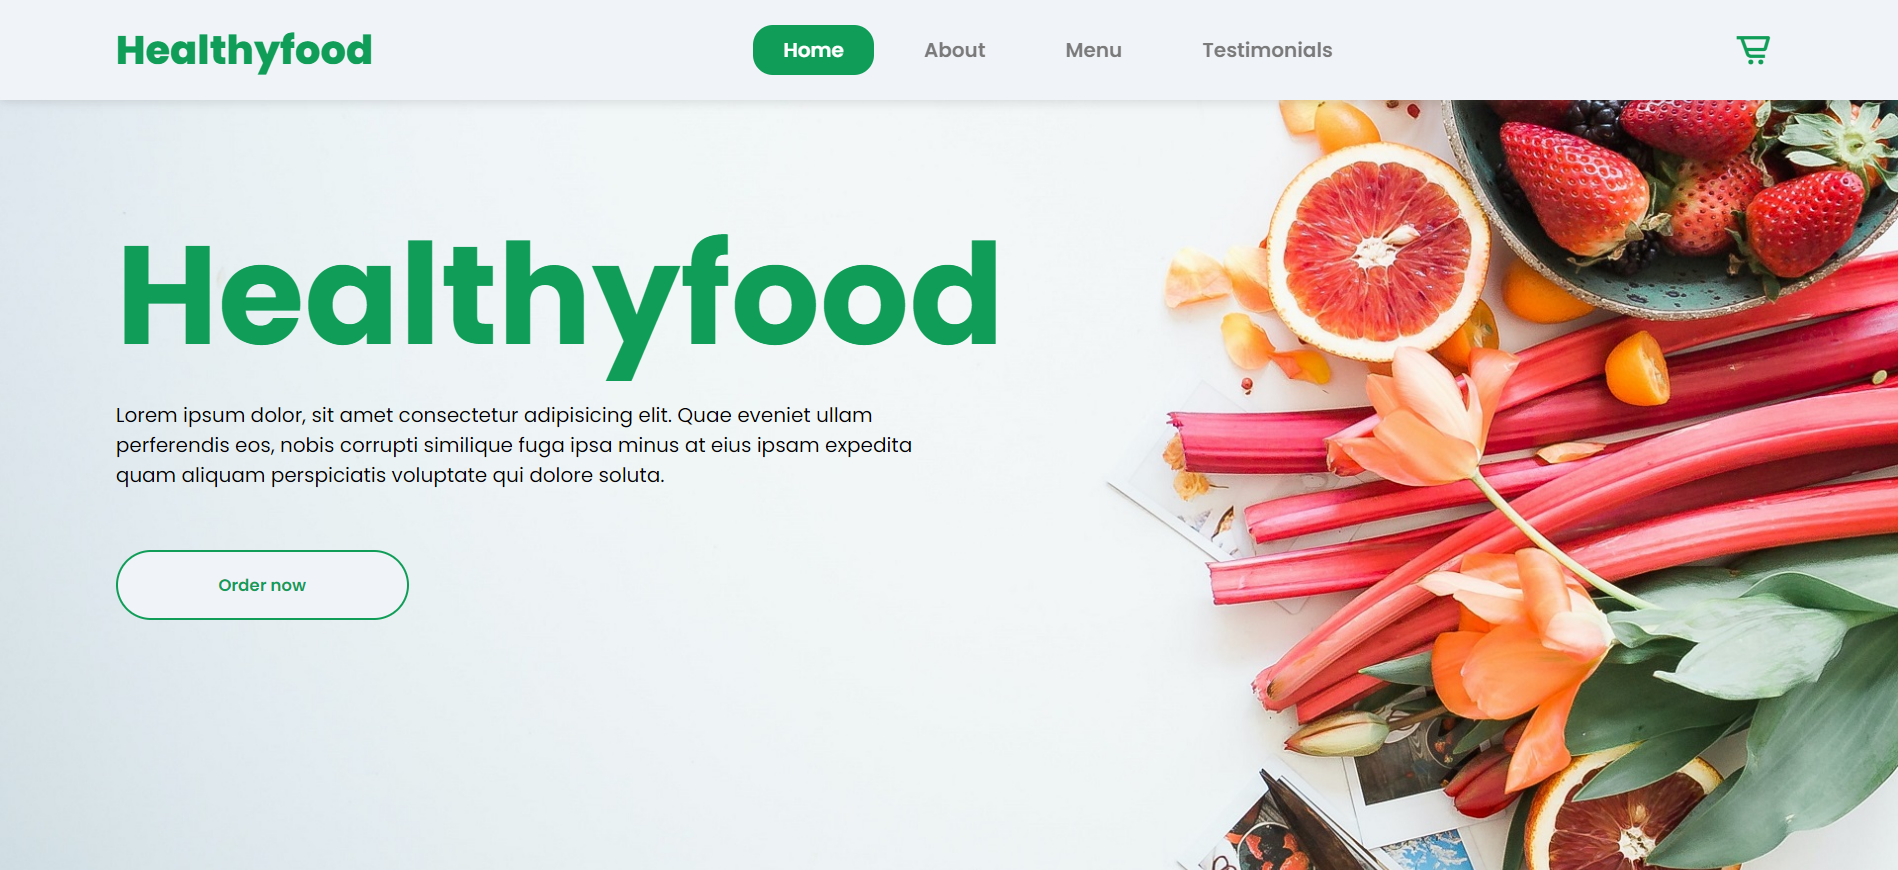 Healthyfood
Home
About
Menu
Testimonials
Healthyfood
Lorem ipsum dolor, sit amet consectetur adipisicing elit. Quae eveniet ullam
perferendis eos, nobis corrupti similique fuga ipsa minus at eius ipsam expedita
quam aliquam perspiciatis voluptate qui dolore soluta.
Order now